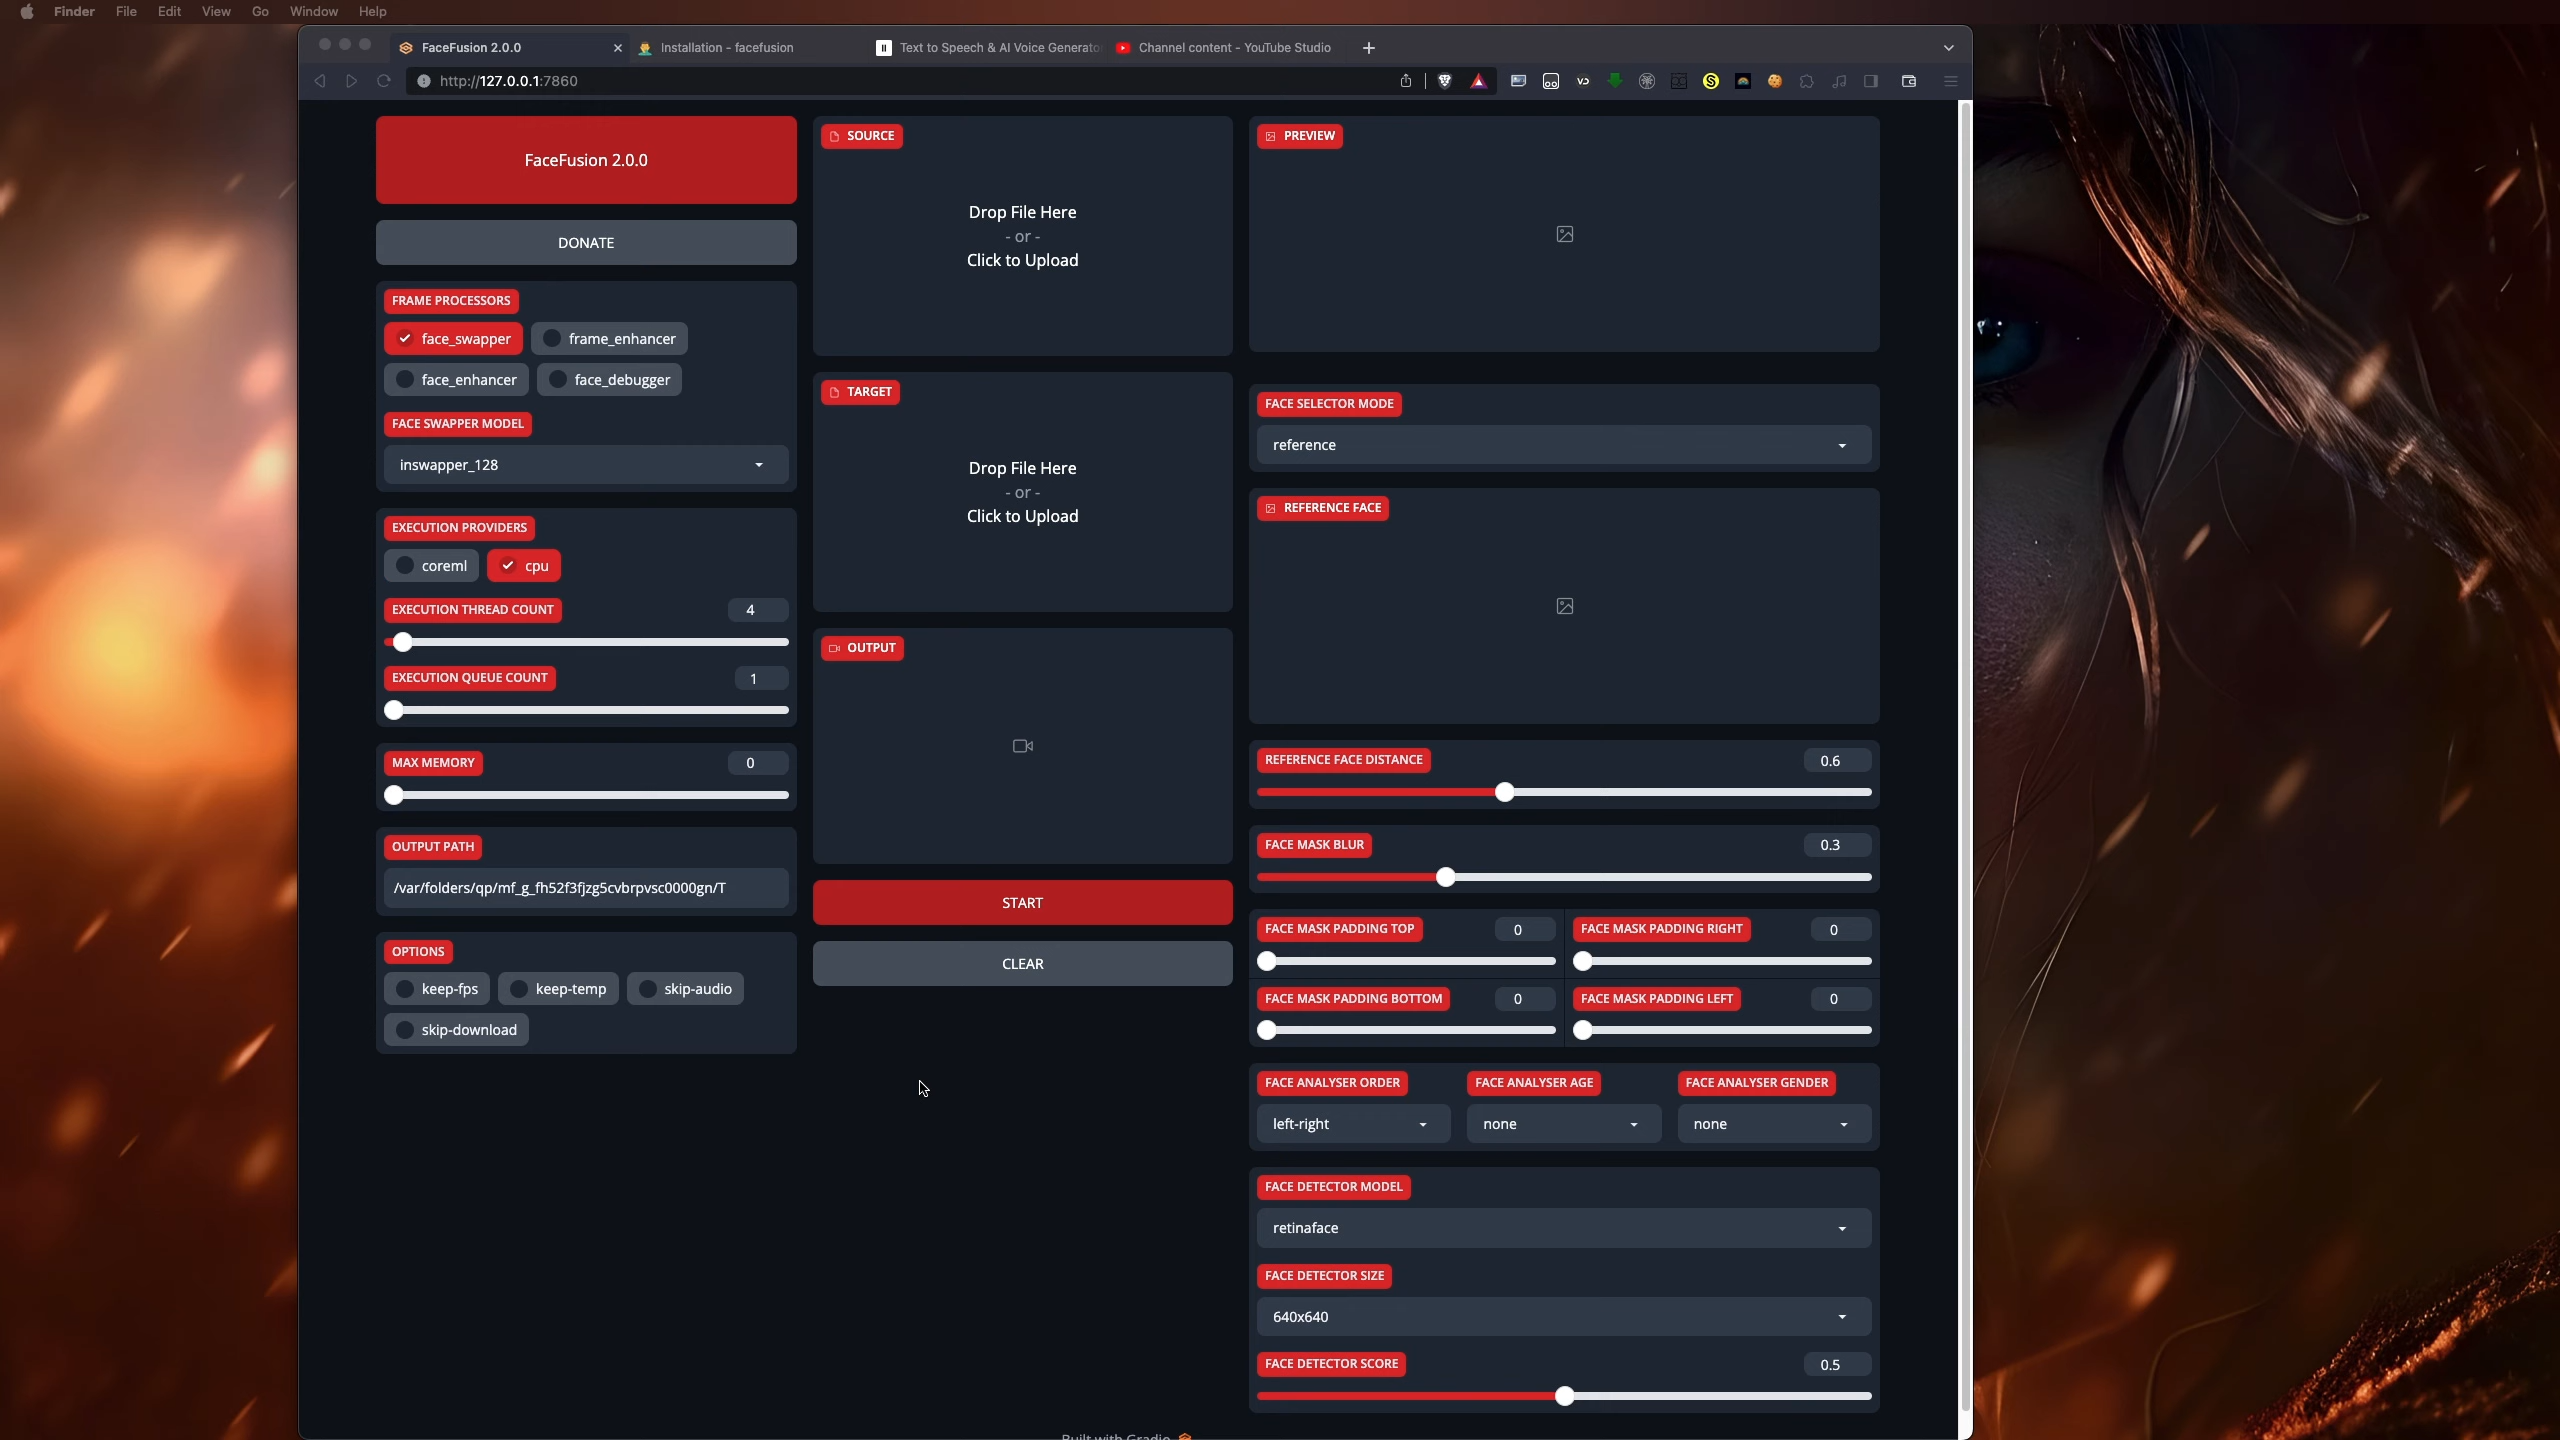 Finder File Edit View Go Window Help
FaceFusion 2.0.0
Installation - facefusion
Text to Speech & AI Voice Generato
Channel content - YouTube Studio
http://127.0.0.1:7860
FaceFusion 2.0.0
DONATE
FRAME PROCESSORS
face_swapper
frame_enhancer
face_enhancer
face_debugger
FACE SWAPPER MODEL
inswapper_128
EXECUTION PROVIDERS
coreml
cpu
EXECUTION THREAD COUNT
4
EXECUTION QUEUE COUNT
1
MAX MEMORY
0
OUTPUT PATH
/var/folders/qp/mf_g_fh52f3fjzg5cvbrpvsc0000gn/T
OPTIONS
keep-fps
keep-temp
skip-audio
skip-download
SOURCE
Drop File Here
- or -
Click to Upload
TARGET
Drop File Here
- or -
Click to Upload
OUTPUT
START
CLEAR
PREVIEW
FACE SELECTOR MODE
reference
REFERENCE FACE
REFERENCE FACE DISTANCE
0.6
FACE MASK BLUR
0.3
FACE MASK PADDING TOP
0
FACE MASK PADDING RIGHT
0
FACE MASK PADDING BOTTOM
0
FACE MASK PADDING LEFT
0
FACE ANALYSER ORDER
left-right
FACE ANALYSER AGE
none
FACE ANALYSER GENDER
none
FACE DETECTOR MODEL
retinaface
FACE DETECTOR SIZE
640x640
FACE DETECTOR SCORE
0.5
Built with Gradio